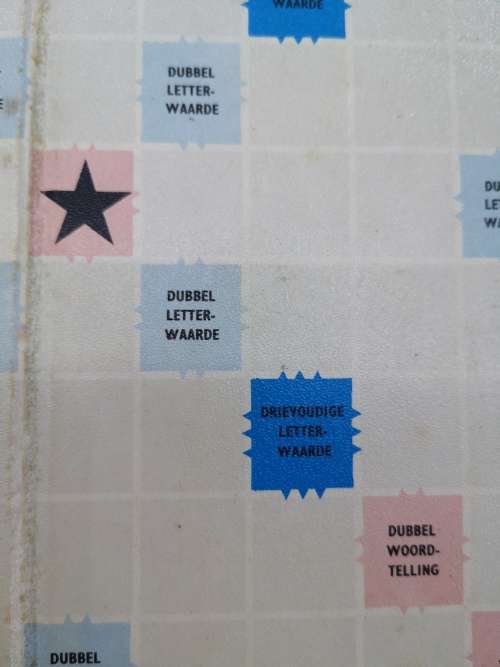 WAARDE
DUBBEL
LETTER-
WAARDE
DUBBEL
LETTER-
WAARDE
DRIEVOUDIGE
LETTER-
WAARDE
DUBBEL
WOORD-
TELLING
DUBBEL